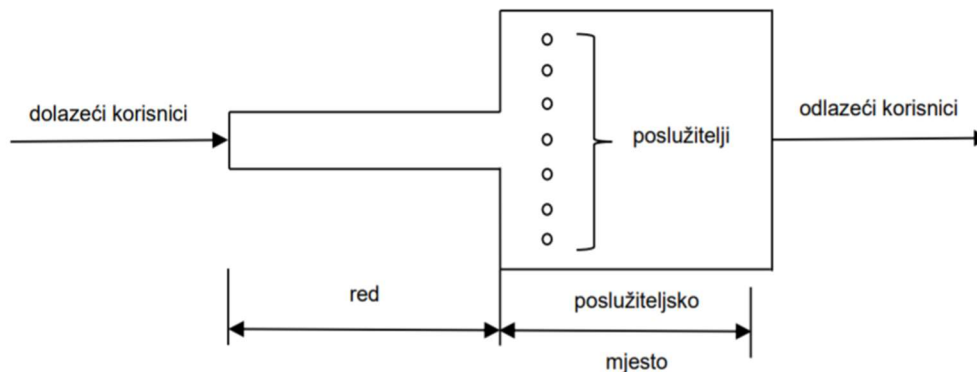 dolazeći korisnici
poslužitelji
odlazeći korisnici
red
poslužiteljsko
mjesto